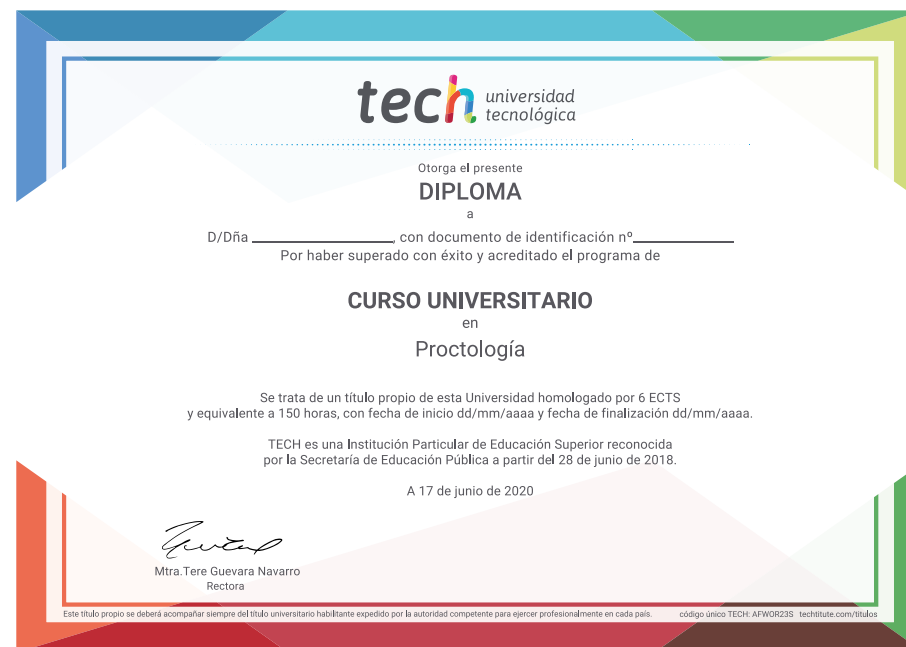 tech universidad
tecnológica
Otorga el presente
DIPLOMA
a
D/Dña ____________________, con documento de identificación nº______________
Por haber superado con éxito y acreditado el programa de
CURSO UNIVERSITARIO
en
Proctología
Se trata de un título propio de esta Universidad homologado por 6 ECTS
y equivalente a 150 horas, con fecha de inicio dd/mm/aaaa y fecha de finalización dd/mm/aaaa.
TECH es una Institución Particular de Educación Superior reconocida
por la Secretaría de Educación Pública a partir del 28 de junio de 2018.
A 17 de junio de 2020
Mtra.Tere Guevara Navarro
Rectora
Este título propio se deberá acompañar siempre del título universitario habilitante expedido por la autoridad competente para ejercer profesionalmente en cada país. código único TECH: AFWOR23S techtitute.com/titulos